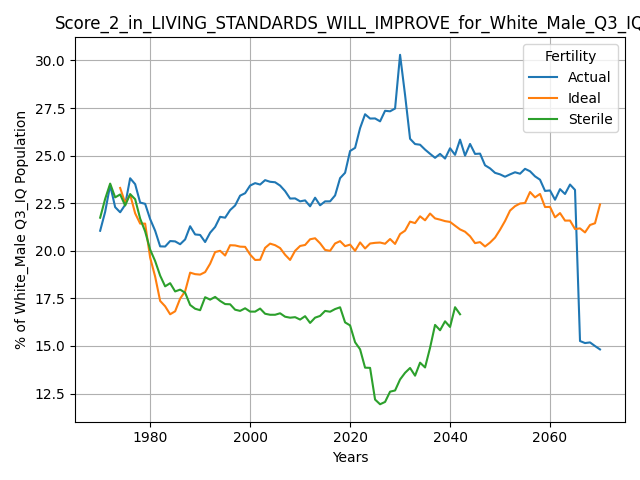 Score_2_in_LIVING_STANDARDS_WILL_IMPROVE_for_White_Male_Q3_IQ
Fertility
Actual
Ideal
Sterile
30.0
27.5
25.0
22.5
20.0
17.5
15.0
12.5
% of White_Male Q3_IQ Population
1980 2000 2020 2040 2060
Years